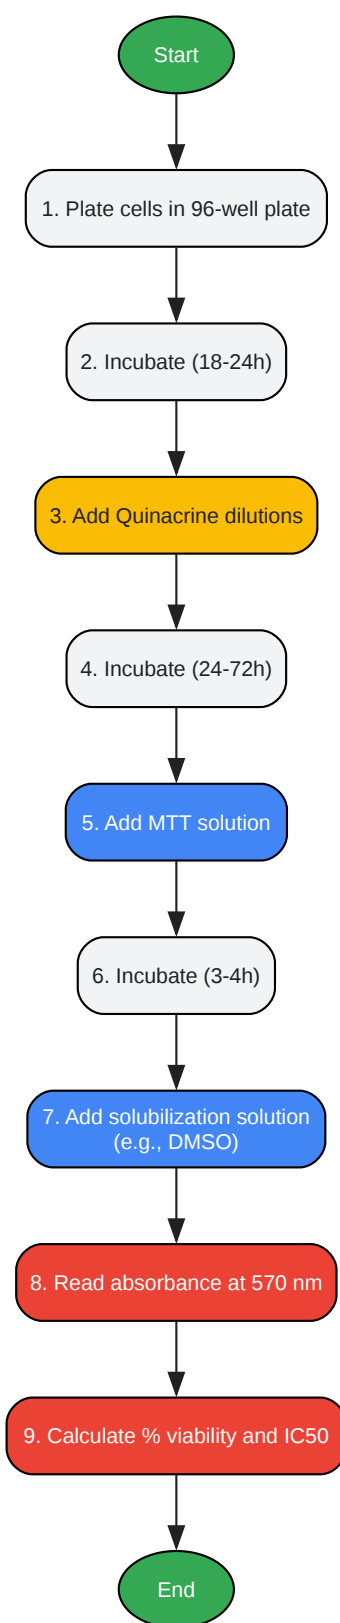 Start
1. Plate cells in 96-well plate
2. Incubate (18-24h)
3. Add Quinacrine dilutions
4. Incubate (24-72h)
5. Add MTT solution
6. Incubate (3-4h)
7. Add solubilization solution
(e.g., DMSO)
8. Read absorbance at 570 nm
9. Calculate % viability and IC50
End